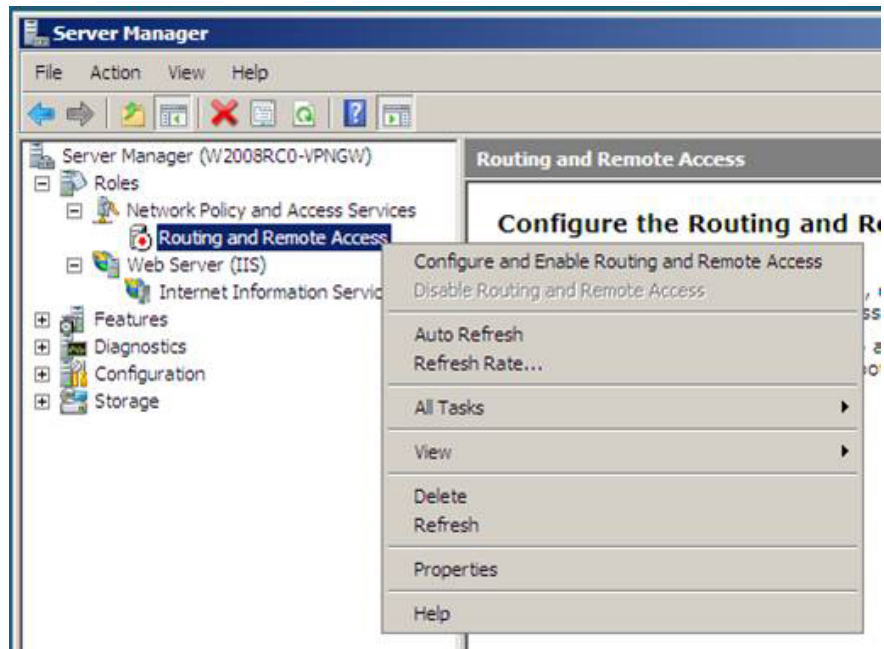 Server Manager
File Action View Help
Server Manager (W2008RC0-VPNGW)
Roles
Network Policy and Access Services
Routing and Remote Access
Web Server (IIS)
Internet Information Servic
Features
Diagnostics
Configuration
Storage
Routing and Remote Access
Configure the Routing and Re
Configure and Enable Routing and Remote Access
Disable Routing and Remote Access
Auto Refresh
Refresh Rate...
All Tasks
View
Delete
Refresh
Properties
Help